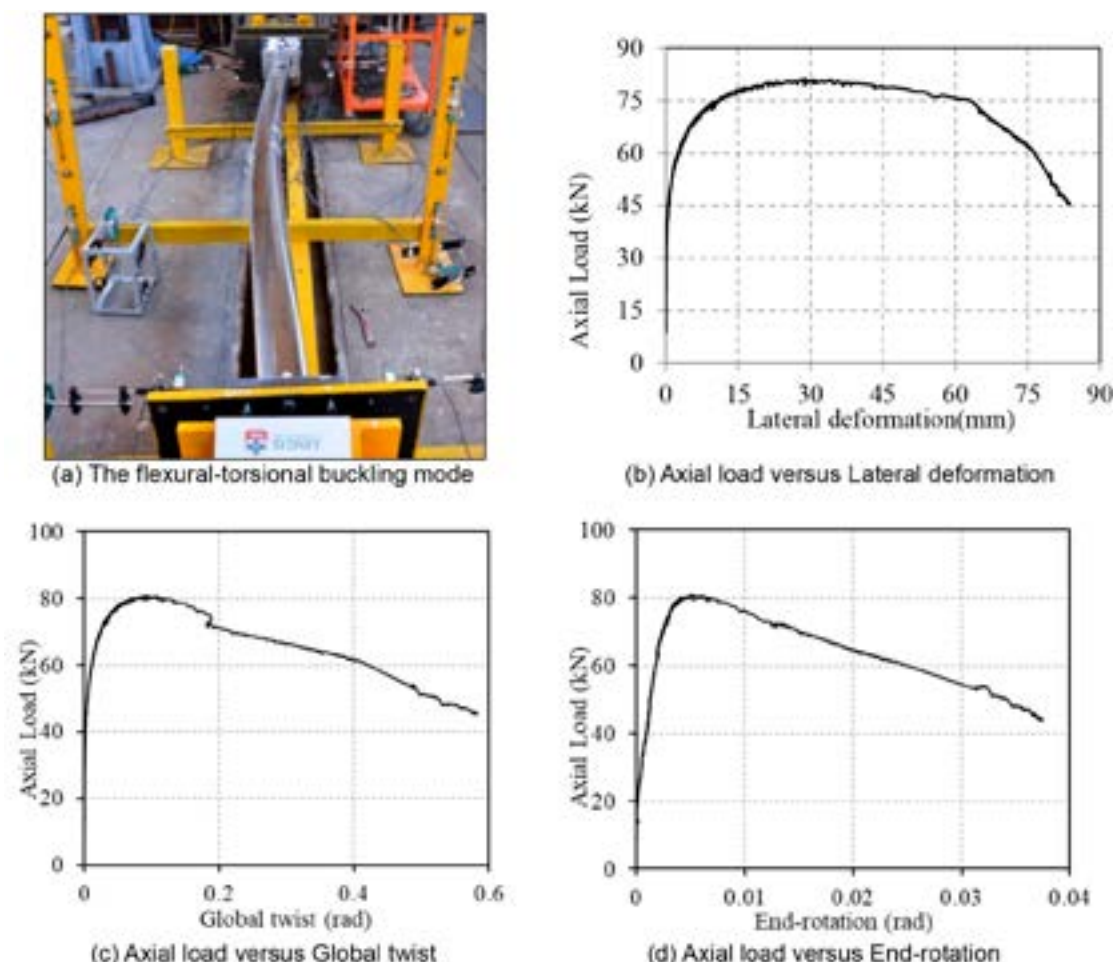 90
75
60
45
30
15
0
Axial Load (kN)
0 15 30 45 60 75 90
Lateral deformation(mm)
(a) The flexural-torsional buckling mode
(b) Axial load versus Lateral deformation
100
80
60
40
20
0
Axial Load (kN)
0 0.2 0.4 0.6
Global twist (rad)
(c) Axial load versus Global twist
100
80
60
40
20
0
Axial Load (kN)
0 0.01 0.02 0.03 0.04
End-rotation (rad)
(d) Axial load versus End-rotation